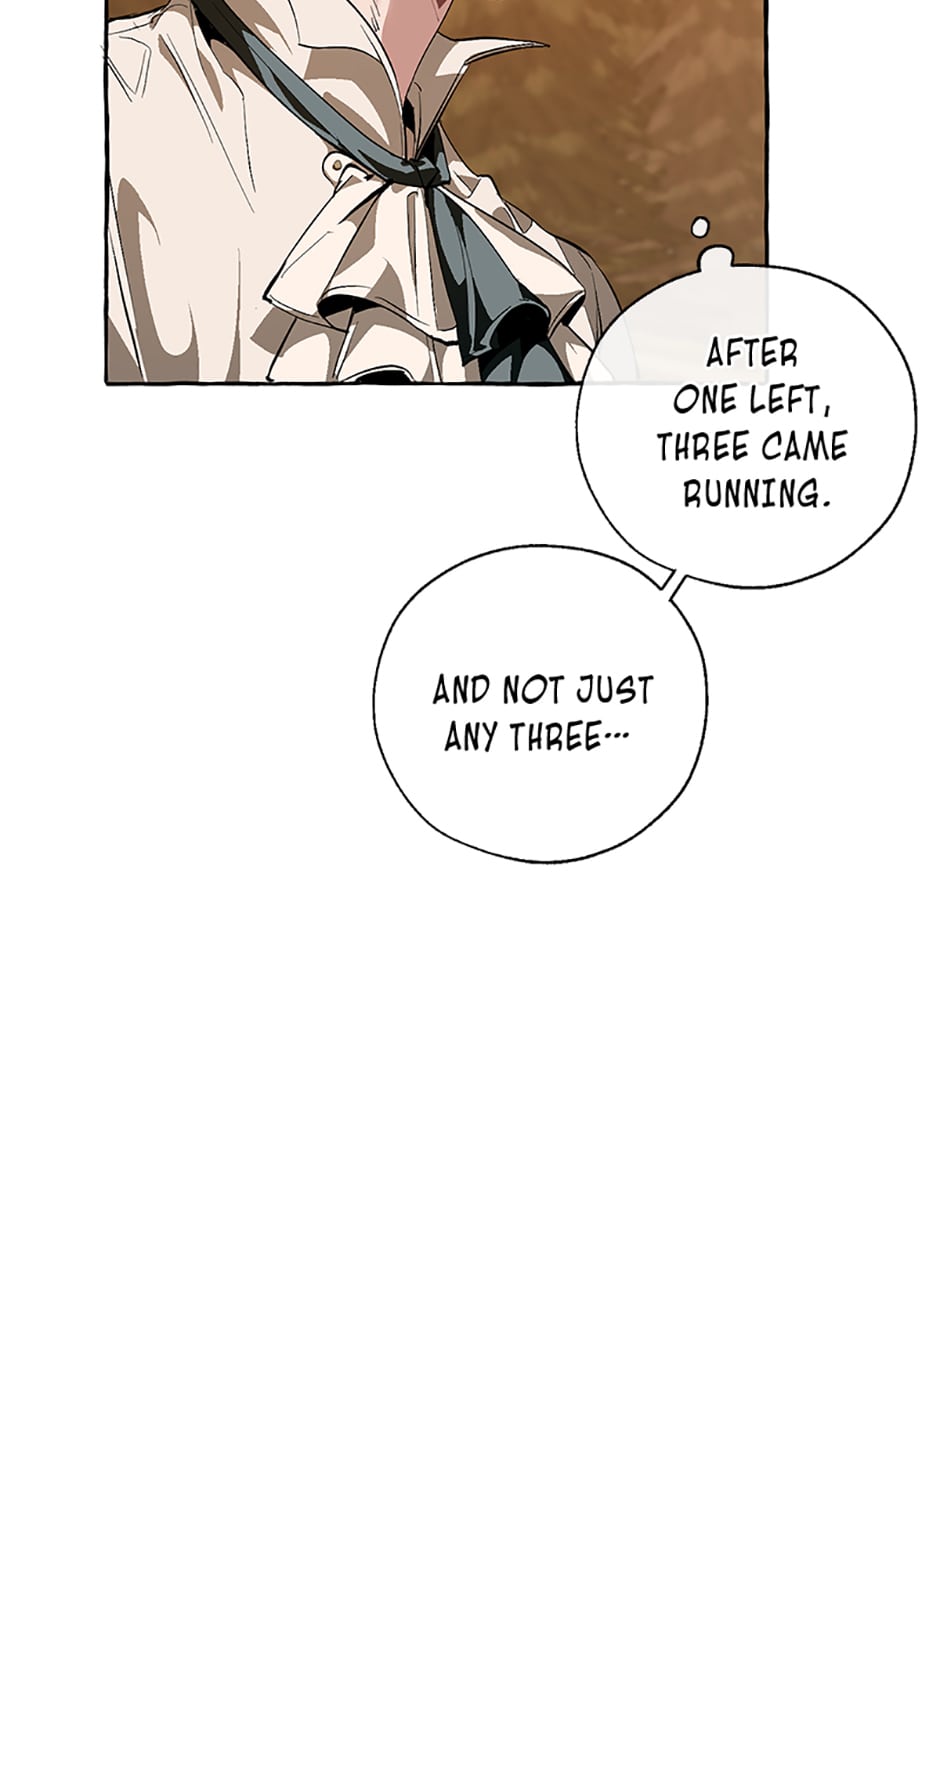 AFTER
ONE LEFT,
THREE CAME
RUNNING.
AND NOT JUST
ANY THREE...